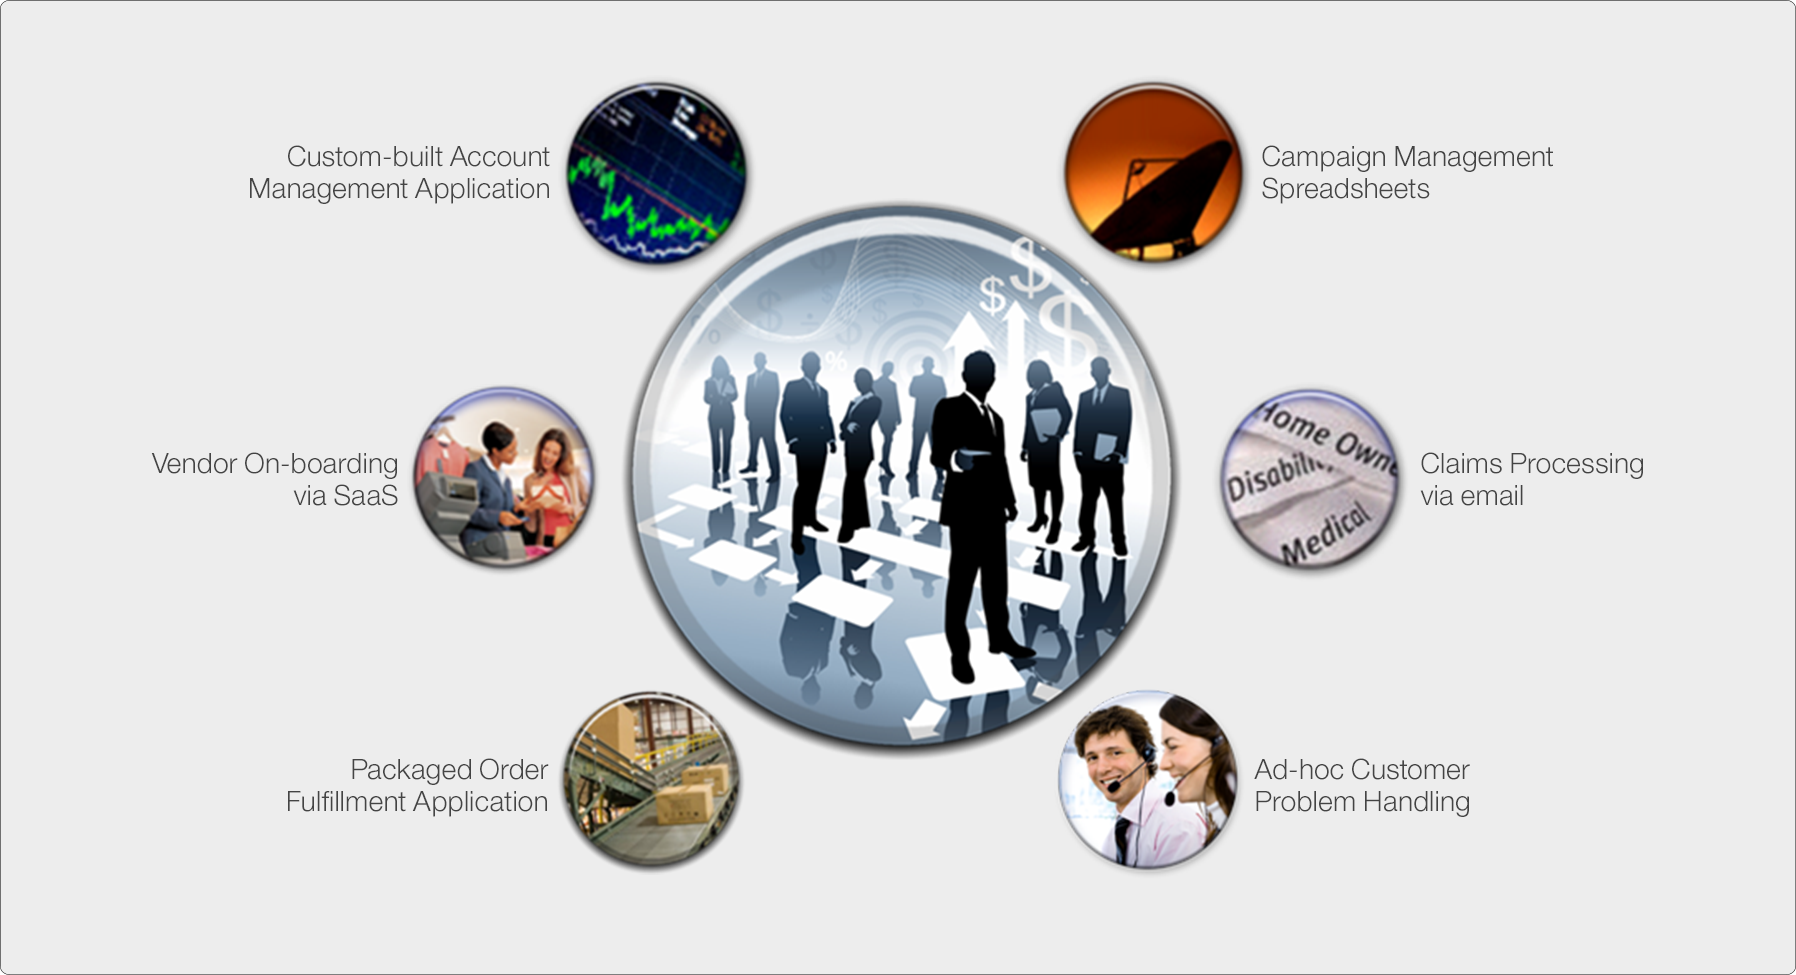 Custom-built Account
Management Application
Campaign Management
Spreadsheets
Vendor On-boarding
via SaaS
Home Owne
Disabili
Medical
Claims Processing
via email
$
$
$
%
Packaged Order
Fulfillment Application
Ad-hoc Customer
Problem Handling